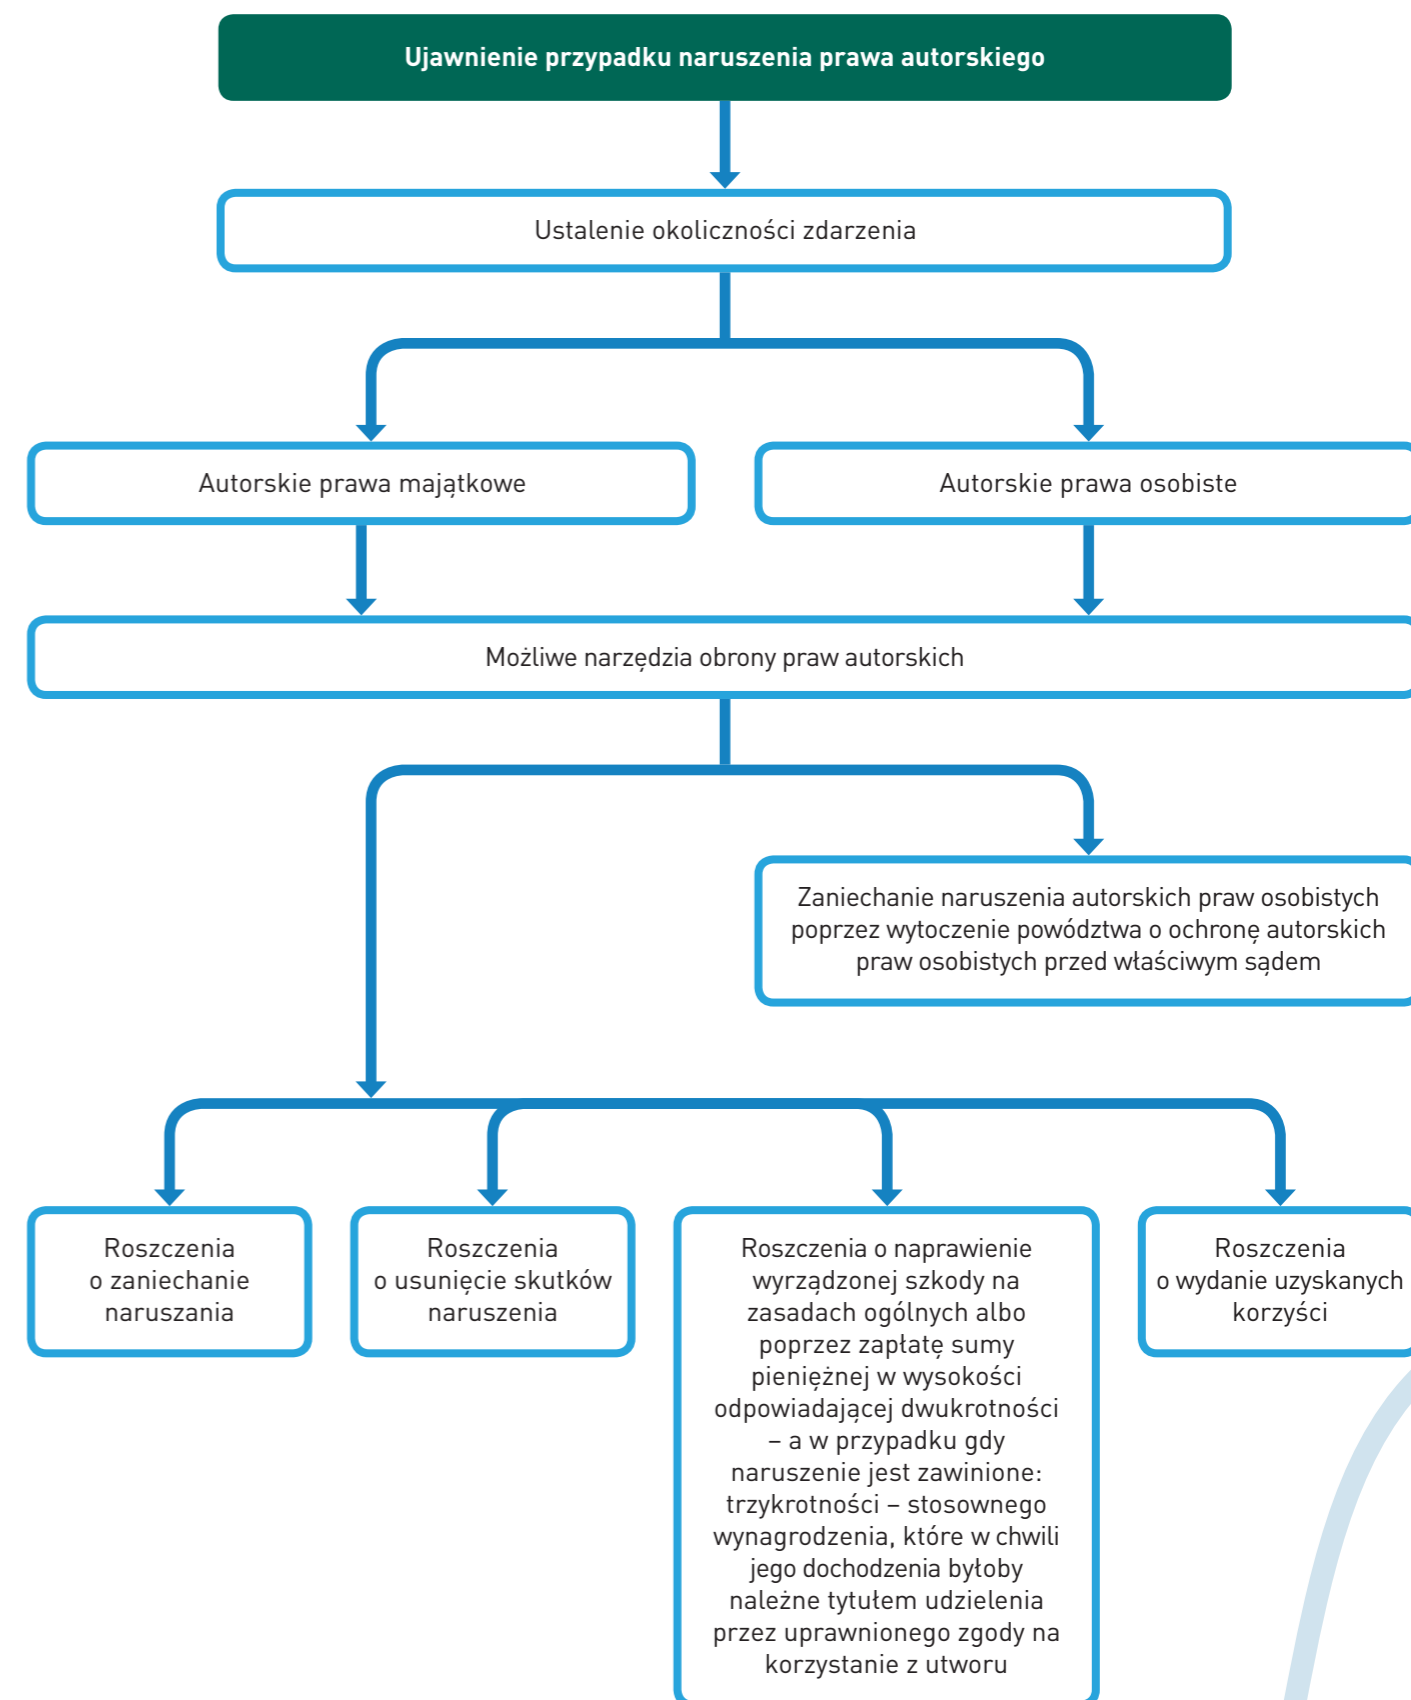 Ujawnienie przypadku naruszenia prawa autorskiego
Ustalenie okoliczności zdarzenia
Autorskie prawa majątkowe
Autorskie prawa osobiste
Możliwe narzędzia obrony praw autorskich
Zaniechanie naruszenia autorskich praw osobistych
poprzez wytoczenie powództwa o ochronę autorskich
praw osobistych przed właściwym sądem
Roszczenia
o zaniechanie
naruszania
Roszczenia
o usunięcie skutków
naruszenia
Roszczenia o naprawienie
wyrządzonej szkody na
zasadach ogólnych albo
poprzez zapłatę sumy
pieniężnej w wysokości
odpowiadającej dwukrotności
– a w przypadku gdy
naruszenie jest zawinione:
trzykrotności – stosownego
wynagrodzenia, które w chwili
jego dochodzenia byłoby
należne tytułem udzielenia
przez uprawnionego zgody na
korzystanie z utworu
Roszczenia
o wydanie uzyskanych
korzyści